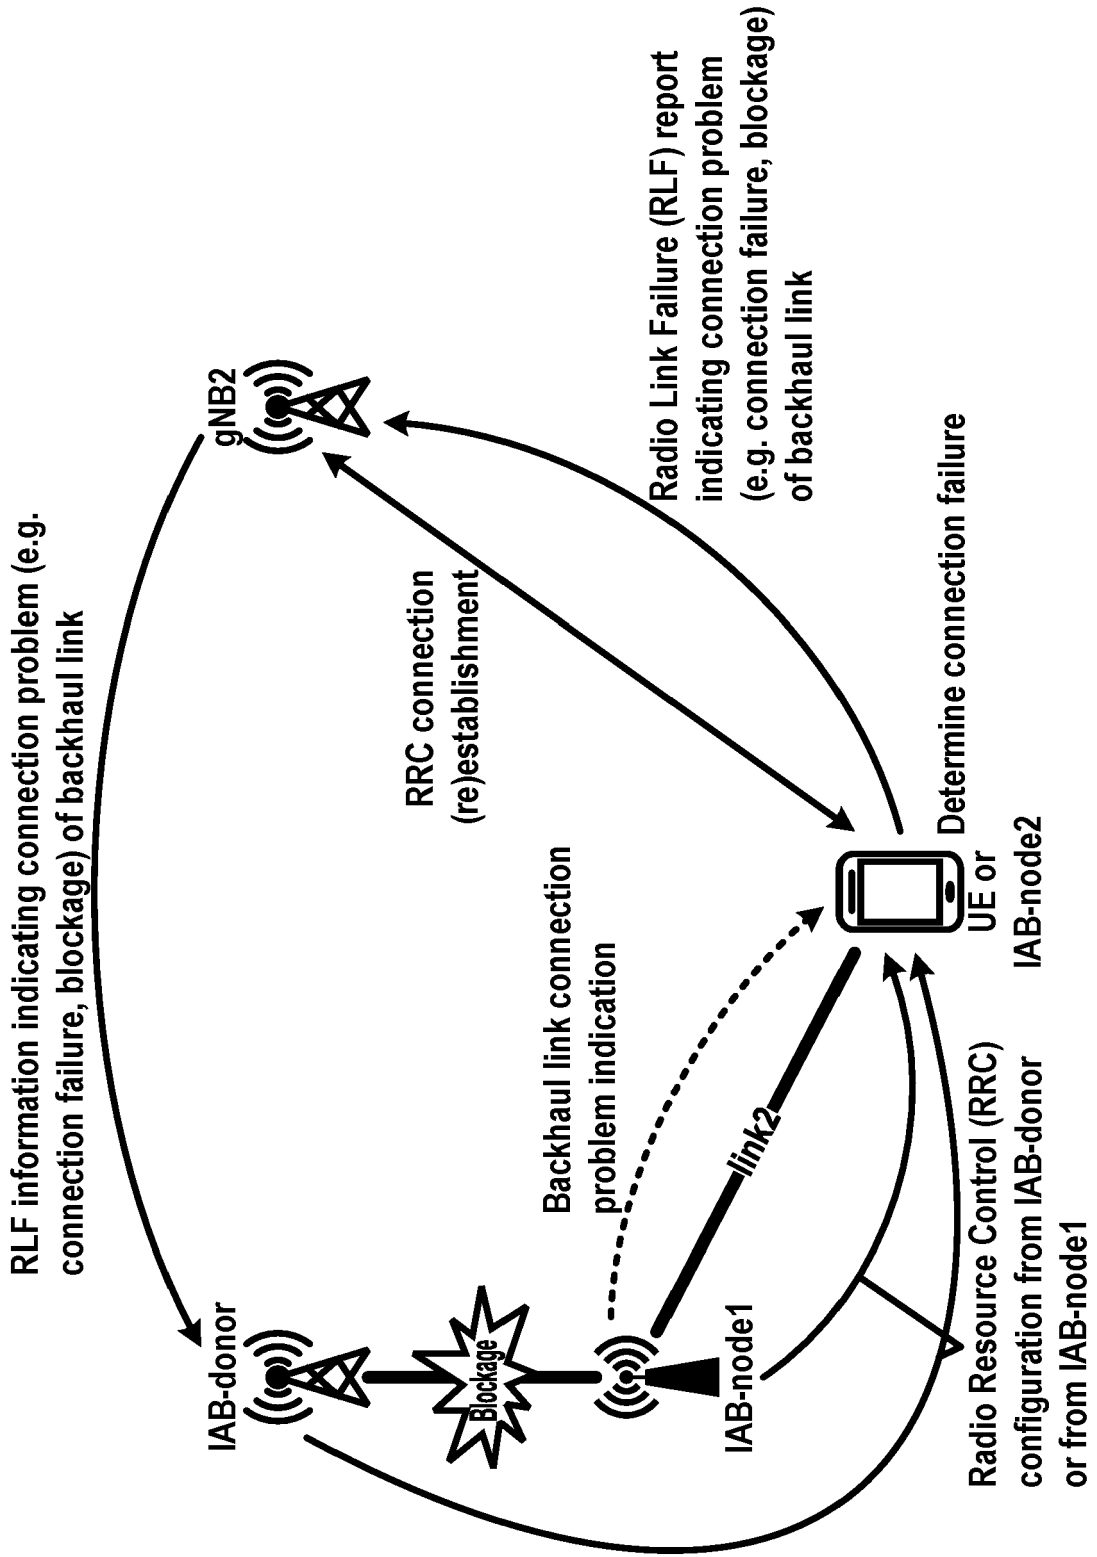 RLF information indicating connection problem (e.g.
connection failure, blockage) of backhaul link
IAB-donor
gNB2
RRC connection
(re)establishment
Radio Link Failure (RLF) report
indicating connection problem
(e.g. connection failure, blockage)
of backhaul link
Blockage
Backhaul link connection
problem indication
link2
IAB-node1
Determine connection failure
UE or
IAB-node2
Radio Resource Control (RRC)
configuration from IAB-donor
or from IAB-node1